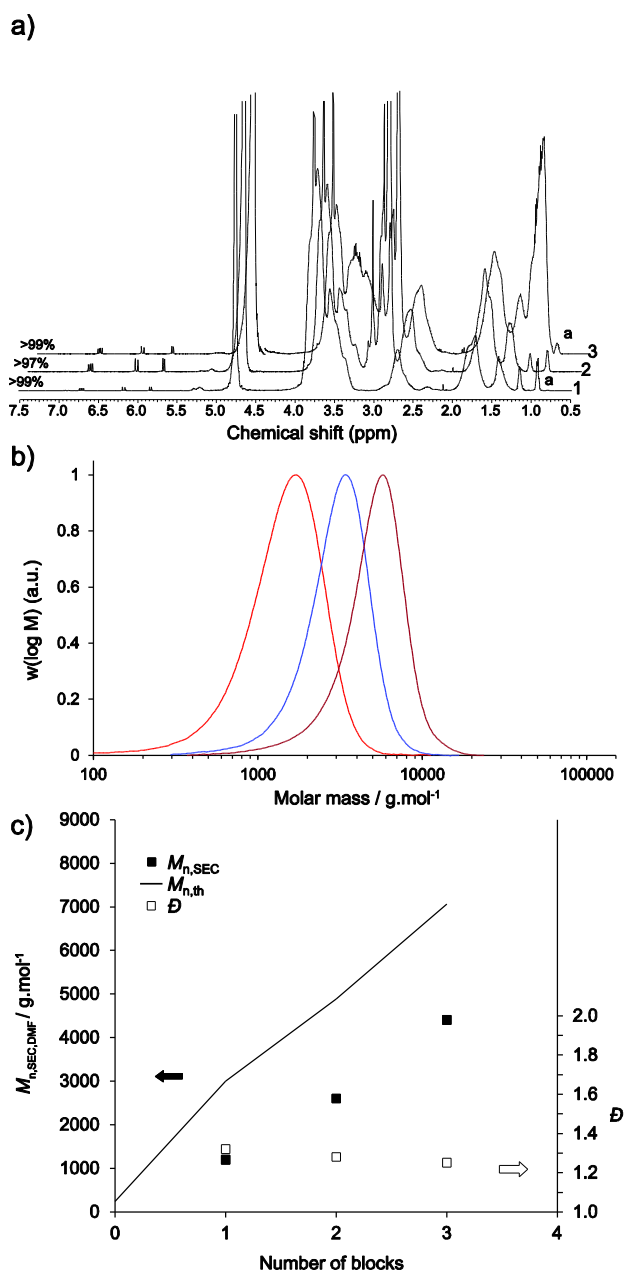 a)
a
>99% 3
>97% 2
>99% a 1
7.5 7.0 6.5 6.0 5.5 5.0 4.5 4.0 3.5 3.0 2.5 2.0 1.5 1.0 0.5
Chemical shift (ppm)
b)
1
0.8
0.6
0.4
0.2
0
100 1000 10000 100000
w(log M) (a.u.)
Molar mass / g.mol-1
c)
9000
8000
7000
6000
5000
4000
3000
2000
1000
0
Mn,SEC
Mn,th
Đ
Mn,SEC,DMF / g.mol-1
2.0
1.8
1.6
1.4
1.2
1.0
Đ
0 1 2 3 4
Number of blocks